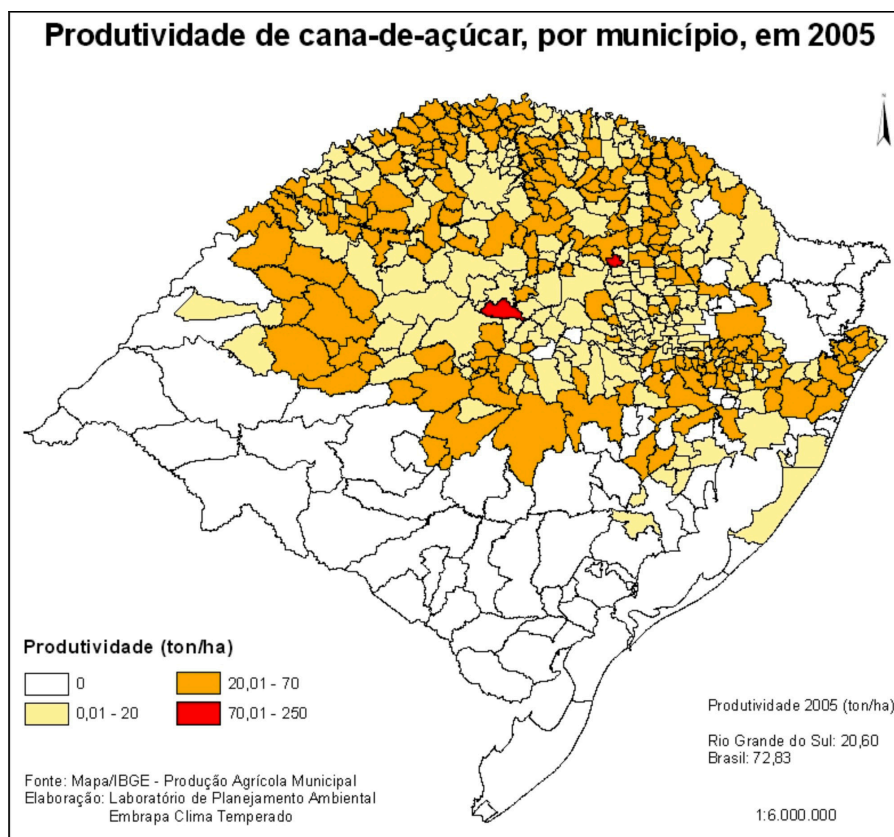 Produtividade de cana-de-açúcar, por município, em 2005
Produtividade (ton/ha)
0
20,01 - 70
0,01 - 20
70,01 - 250
Produtividade 2005 (ton/ha)
Rio Grande do Sul: 20,60
Brasil: 72,83
Fonte: Mapa/IBGE - Produção Agrícola Municipal
Elaboração: Laboratório de Planejamento Ambiental
Embrapa Clima Temperado
1:6.000.000